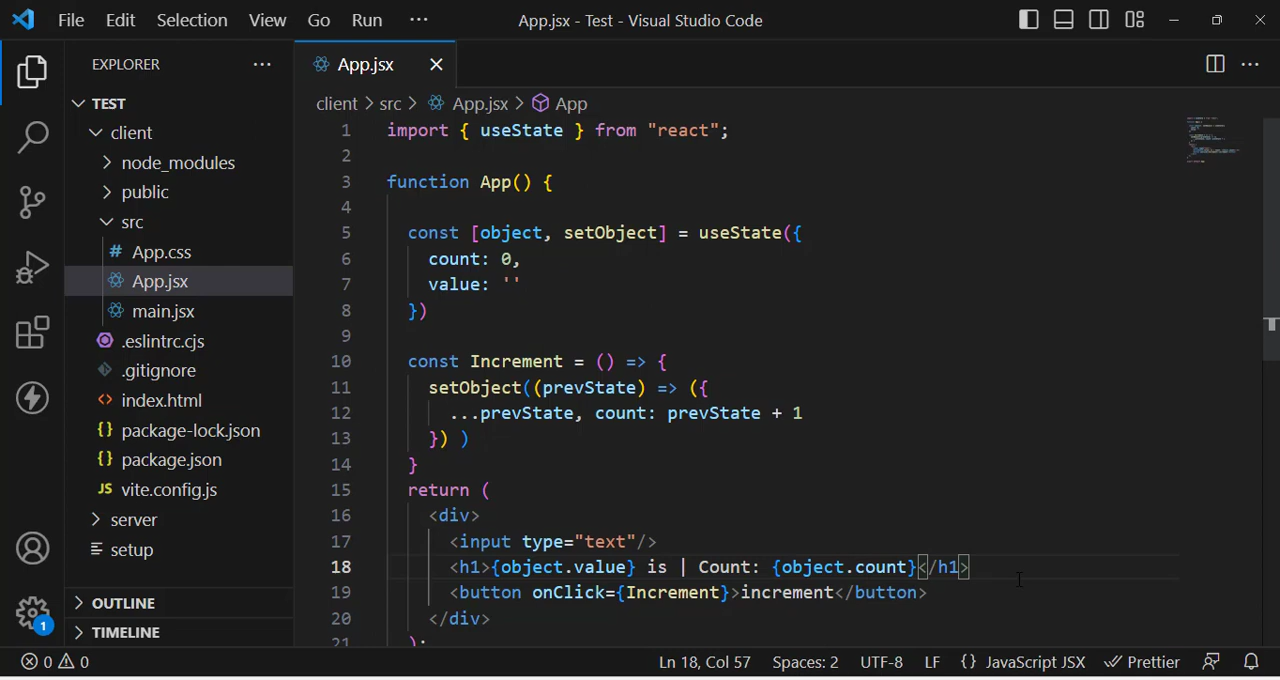 File Edit Selection View Go Run ··· App.jsx - Test - Visual Studio Code
EXPLORER ···
TEST
client
node_modules
public
src
# App.css
App.jsx
main.jsx
.eslintrc.cjs
.gitignore
<> index.html
{} package-lock.json
{} package.json
JS vite.config.js
server
setup
OUTLINE
TIMELINE
1
App.jsx ···
client > src > App.jsx > App
1 import { useState } from "react";
2
3 function App() {
4
5 const [object, setObject] = useState({
6 count: 0,
7 value: ''
8 })
9
10 const Increment = () => {
11 setObject((prevState) => ({
12 ...prevState, count: prevState + 1
13 }) )
14 }
15 return (
16 <div>
17 <input type="text"/>
18 <h1>{object.value} is | Count: {object.count}</h1>
19 <button onClick={Increment}>increment</button>
20 </div>
21 );
0 0 Ln 18, Col 57 Spaces: 2 UTF-8 LF {} JavaScript JSX Prettier